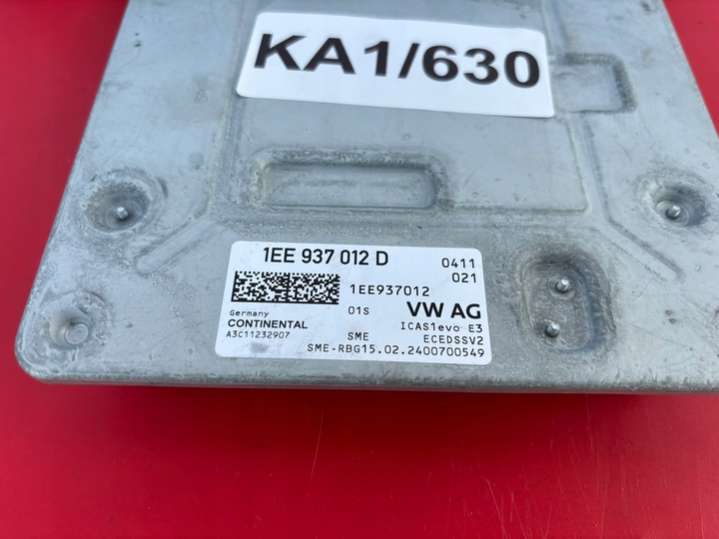 KA1/630
1EE 937 012 D
0411
021
1EE937012
01S
VW AG
Germany
CONTINENTAL
A3C11232907
ICAS1evo E3
SME
ECEDSSV2
SME-RBG15.02.2400700549